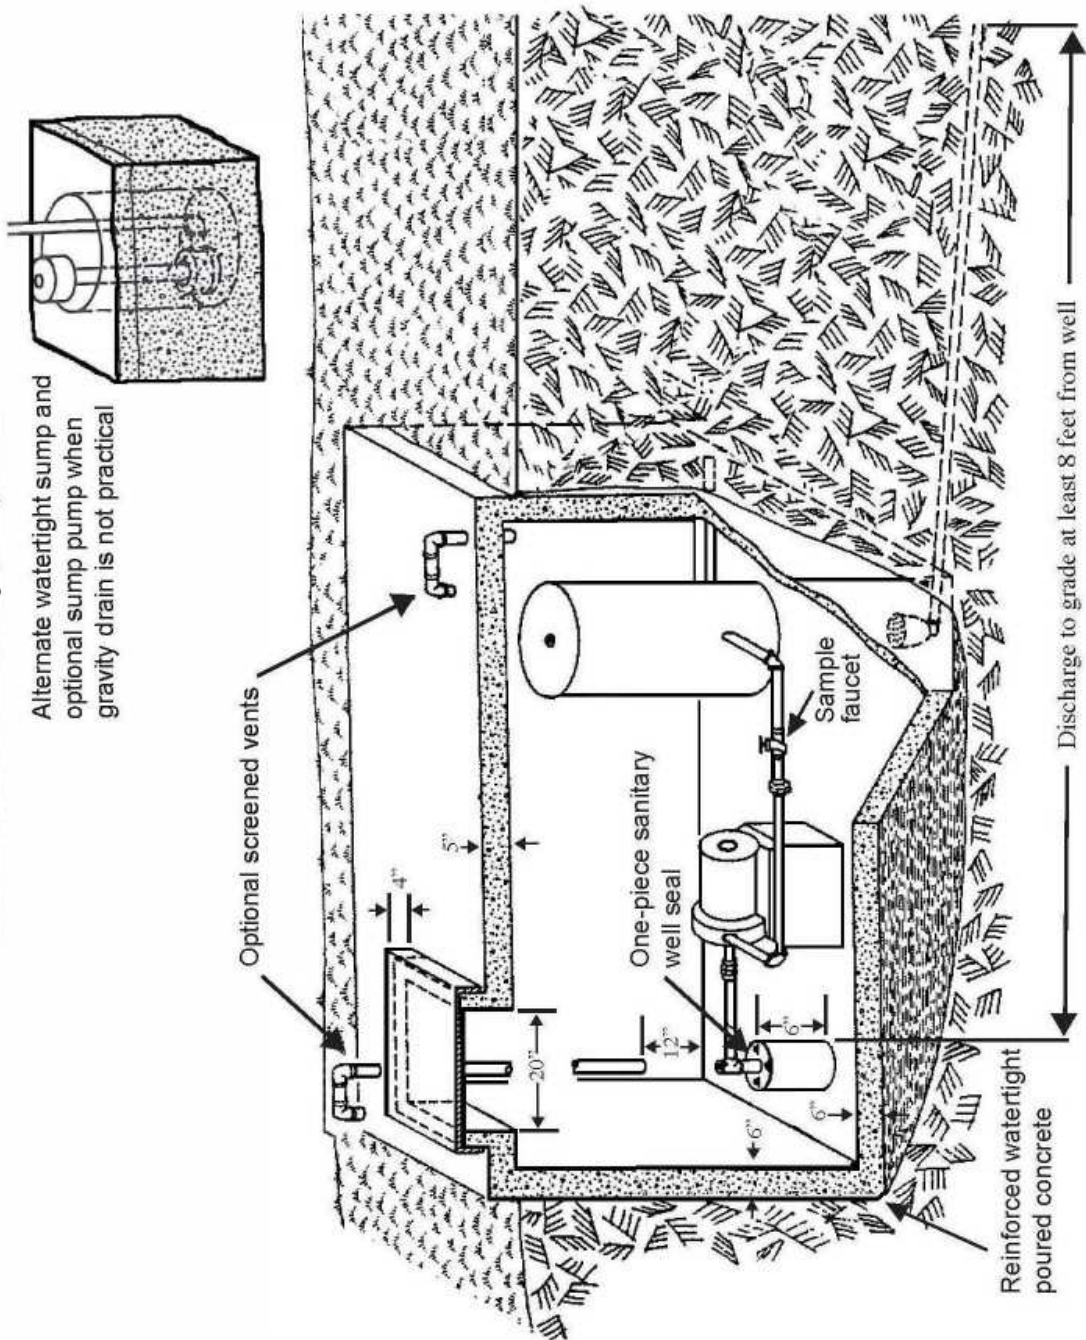 Alternate watertight sump and
optional sump pump when
gravity drain is not practical
Optional screened vents
4"
5"
20"
12"
One-piece sanitary
well seal
Sample
faucet
6"
6"
6"
Reinforced watertight
poured concrete
Discharge to grade at least 8 feet from well